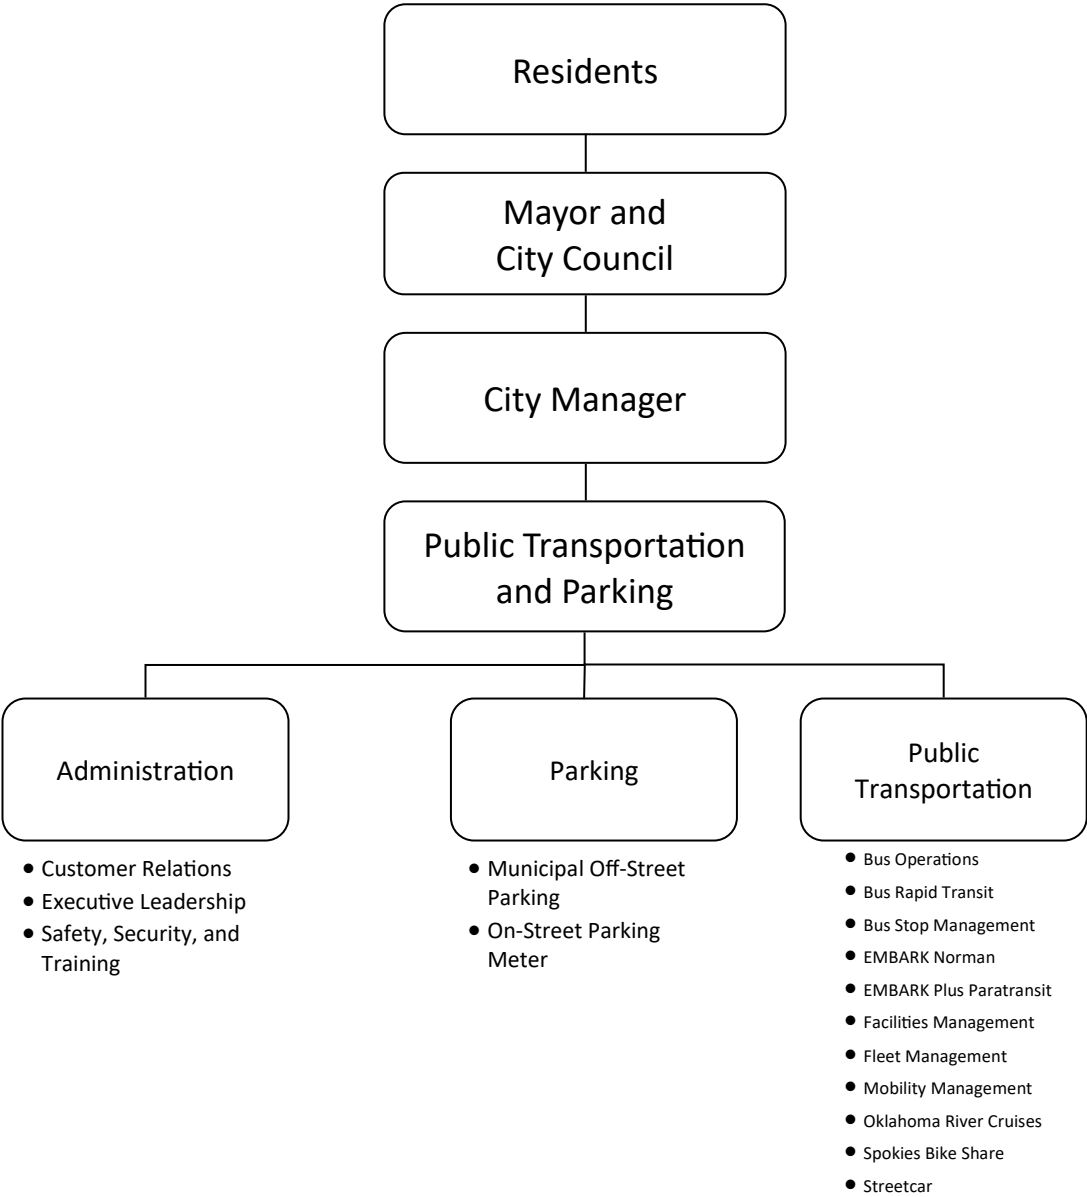 Residents
Mayor and
City Council
City Manager
Public Transportation
and Parking
Administration
• Customer Relations
• Executive Leadership
• Safety, Security, and
Training
Parking
• Municipal Off-Street
Parking
• On-Street Parking
Meter
Public
Transportation
• Bus Operations
• Bus Rapid Transit
• Bus Stop Management
• EMBARK Norman
• EMBARK Plus Paratransit
• Facilities Management
• Fleet Management
• Mobility Management
• Oklahoma River Cruises
• Spokies Bike Share
• Streetcar